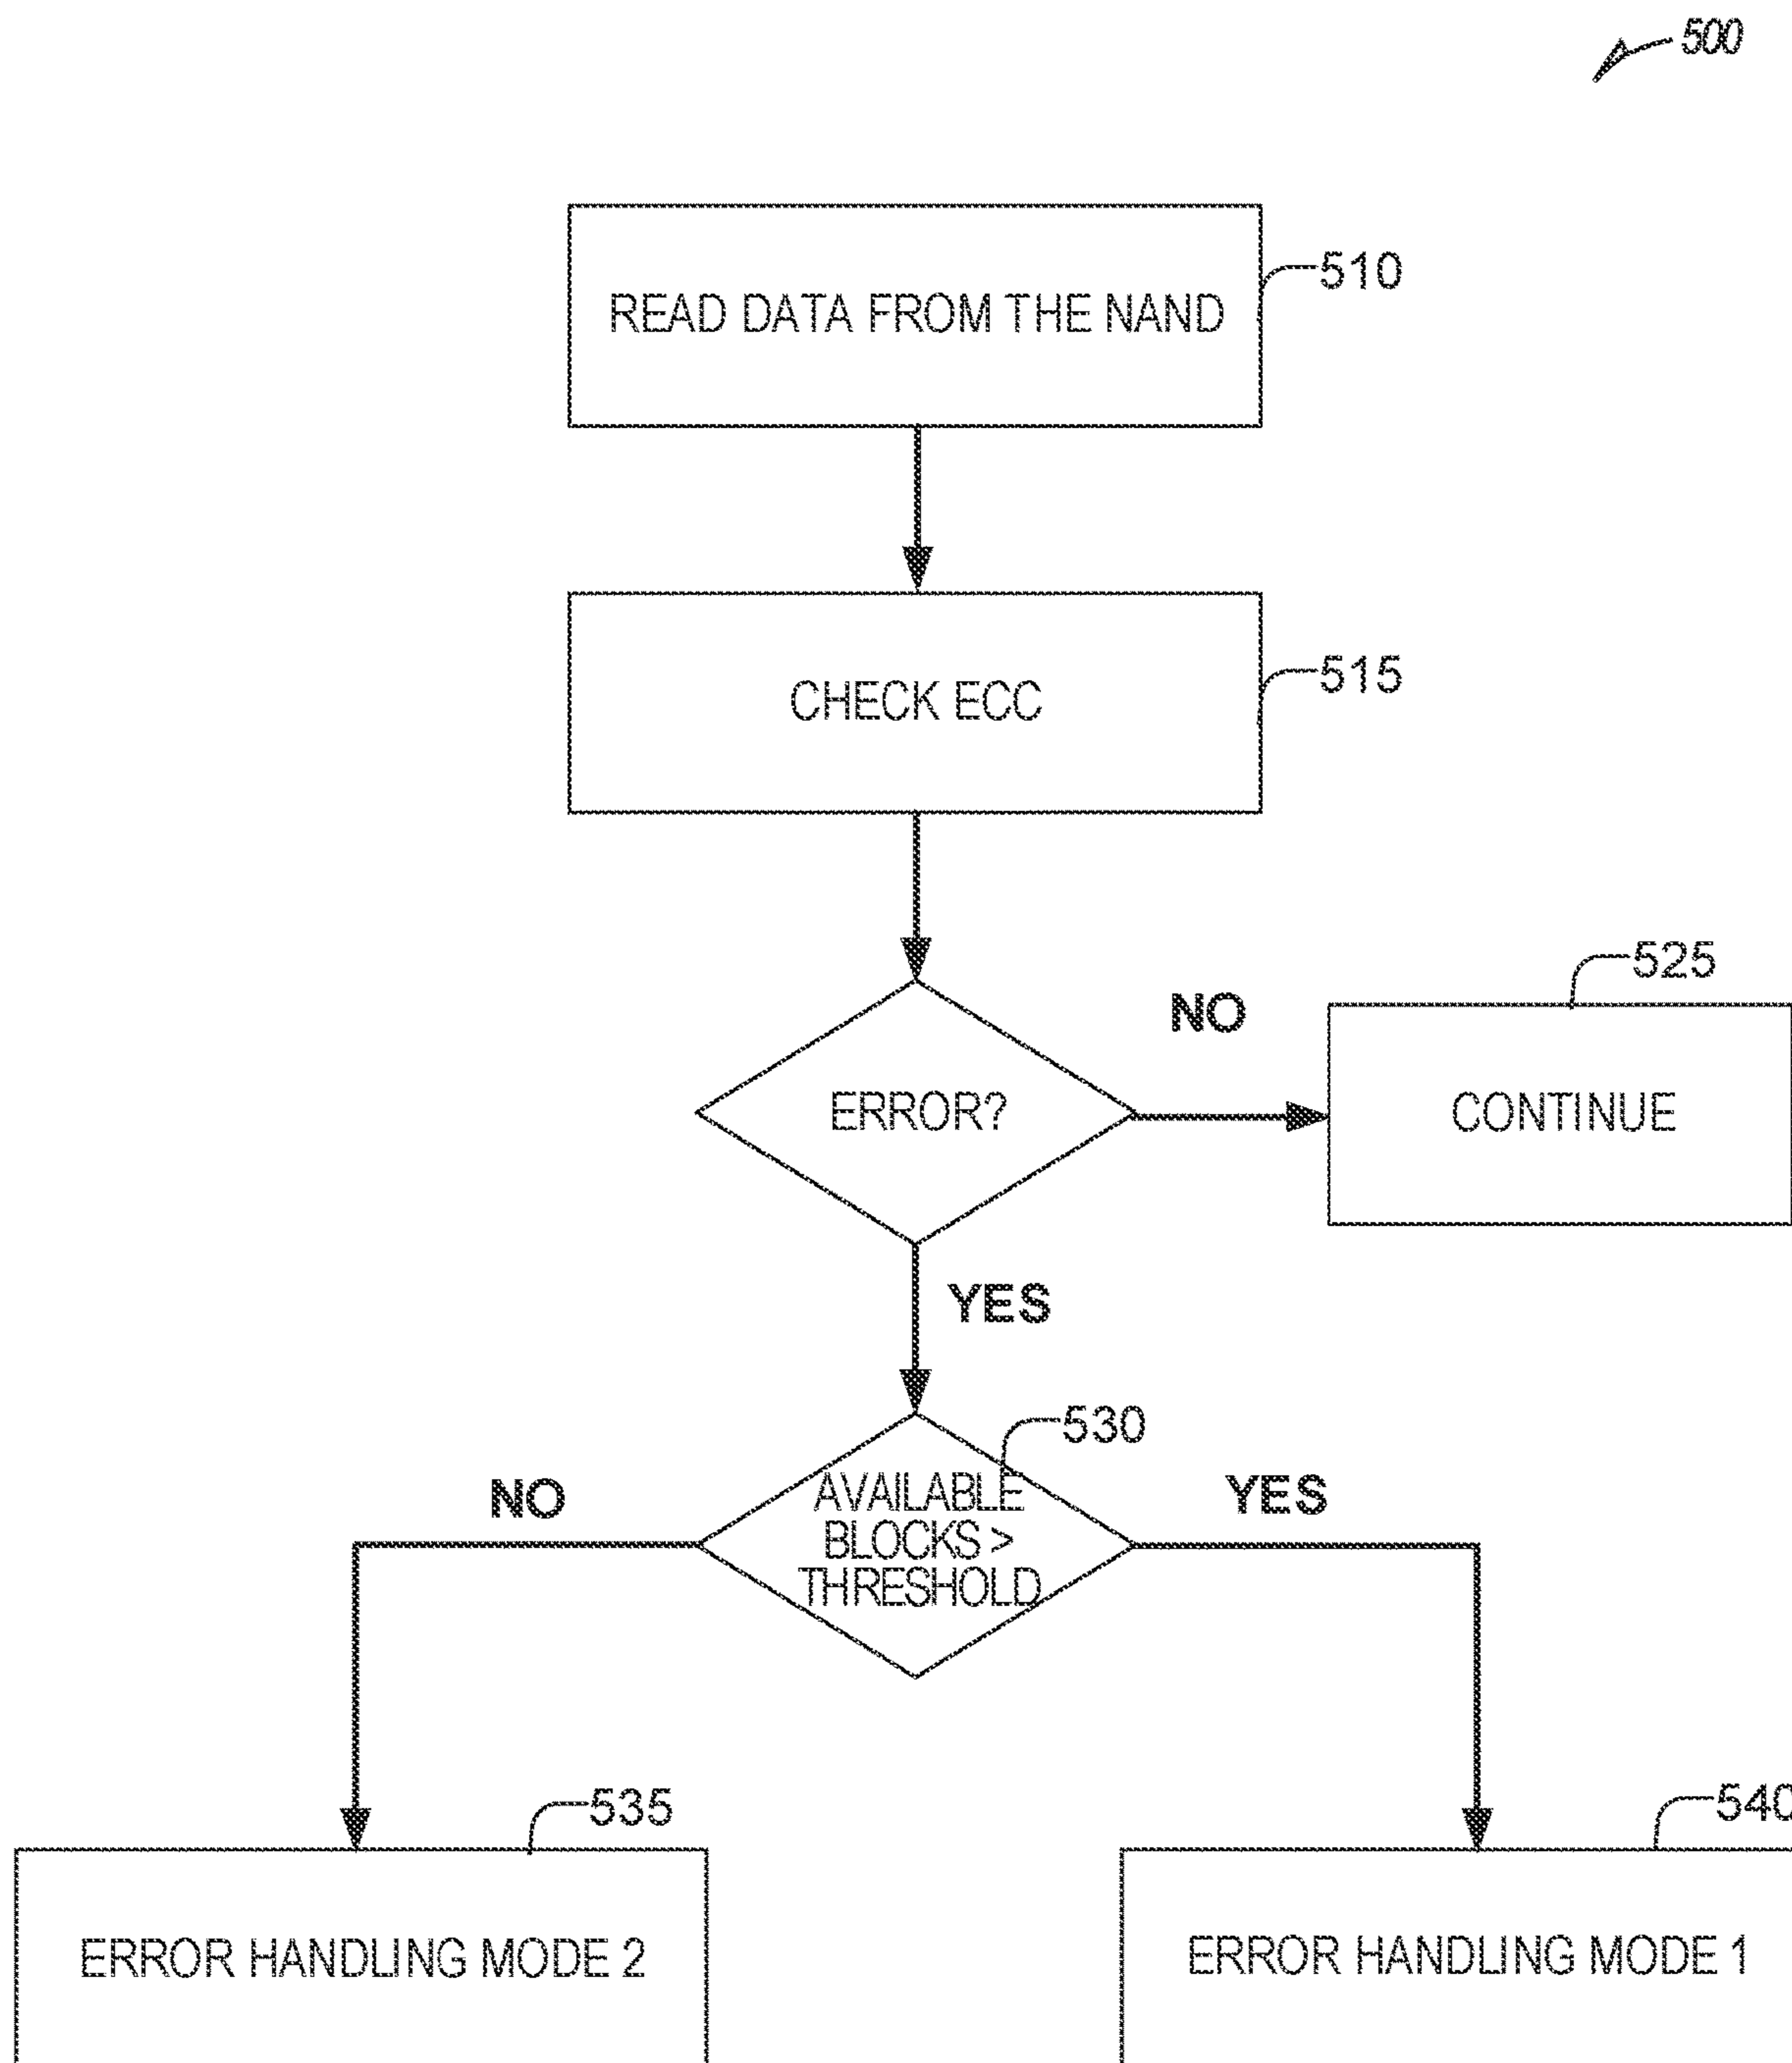 500
READ DATA FROM THE NAND
510
CHECK ECC
515
525
NO
ERROR?
CONTINUE
YES
530
NO
AVAILABLE
YES
BLOCKS >
THRESHOLD
535
540
ERROR HANDLING MODE 2
ERROR HANDLING MODE 1